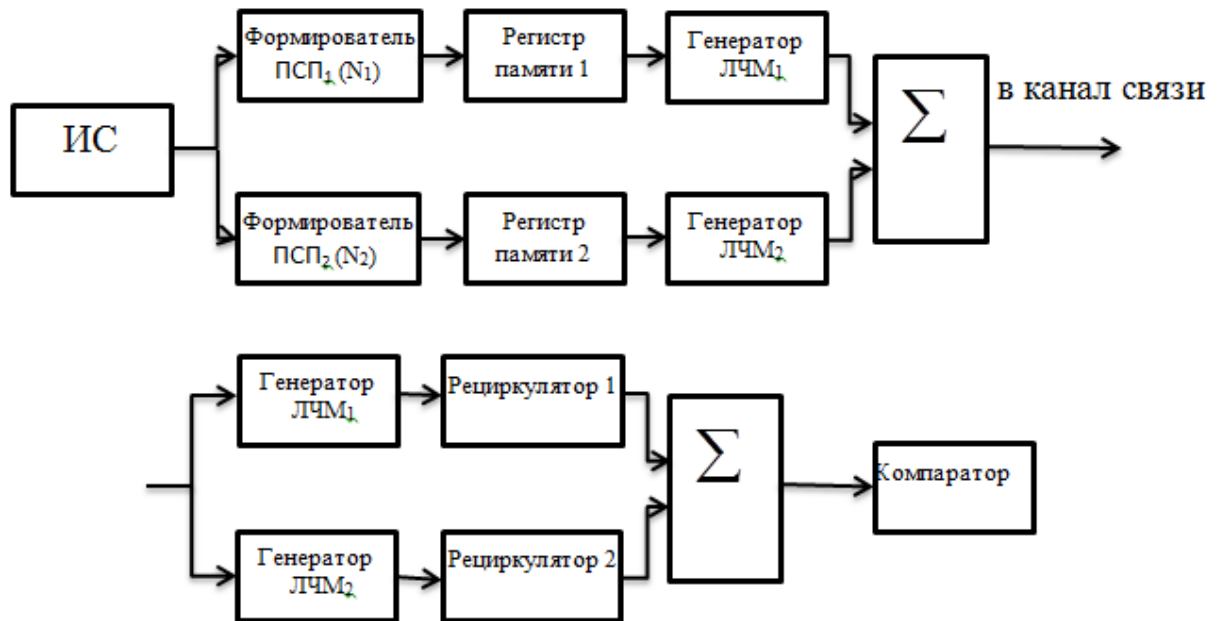 Формирователь
ПСП1 (N1)
Регистр
памяти 1
Генератор
ЛЧМ1
∑
в канал связи
ИС
Формирователь
ПСП2 (N2)
Регистр
памяти 2
Генератор
ЛЧМ2
Генератор
ЛЧМ1
Рециркулятор 1
∑
Компаратор
Генератор
ЛЧМ2
Рециркулятор 2